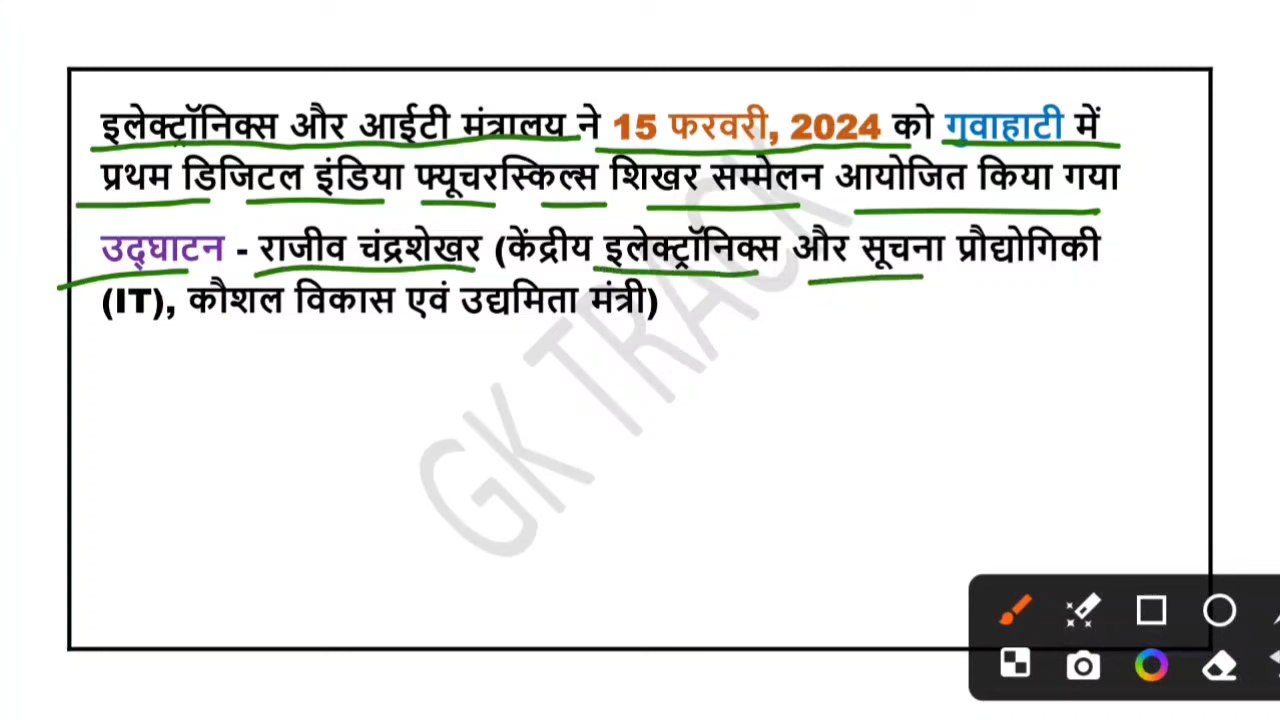 इलेक्ट्रॉनिक्स और आईटी मंत्रालय ने 15 फरवरी, 2024 को गुवाहाटी में
प्रथम डिजिटल इंडिया फ्यूचरस्किल्स शिखर सम्मेलन आयोजित किया गया
उद्घाटन - राजीव चंद्रशेखर (केंद्रीय इलेक्ट्रॉनिक्स और सूचना प्रौद्योगिकी
(IT), कौशल विकास एवं उद्यमिता मंत्री)
GK TRACK